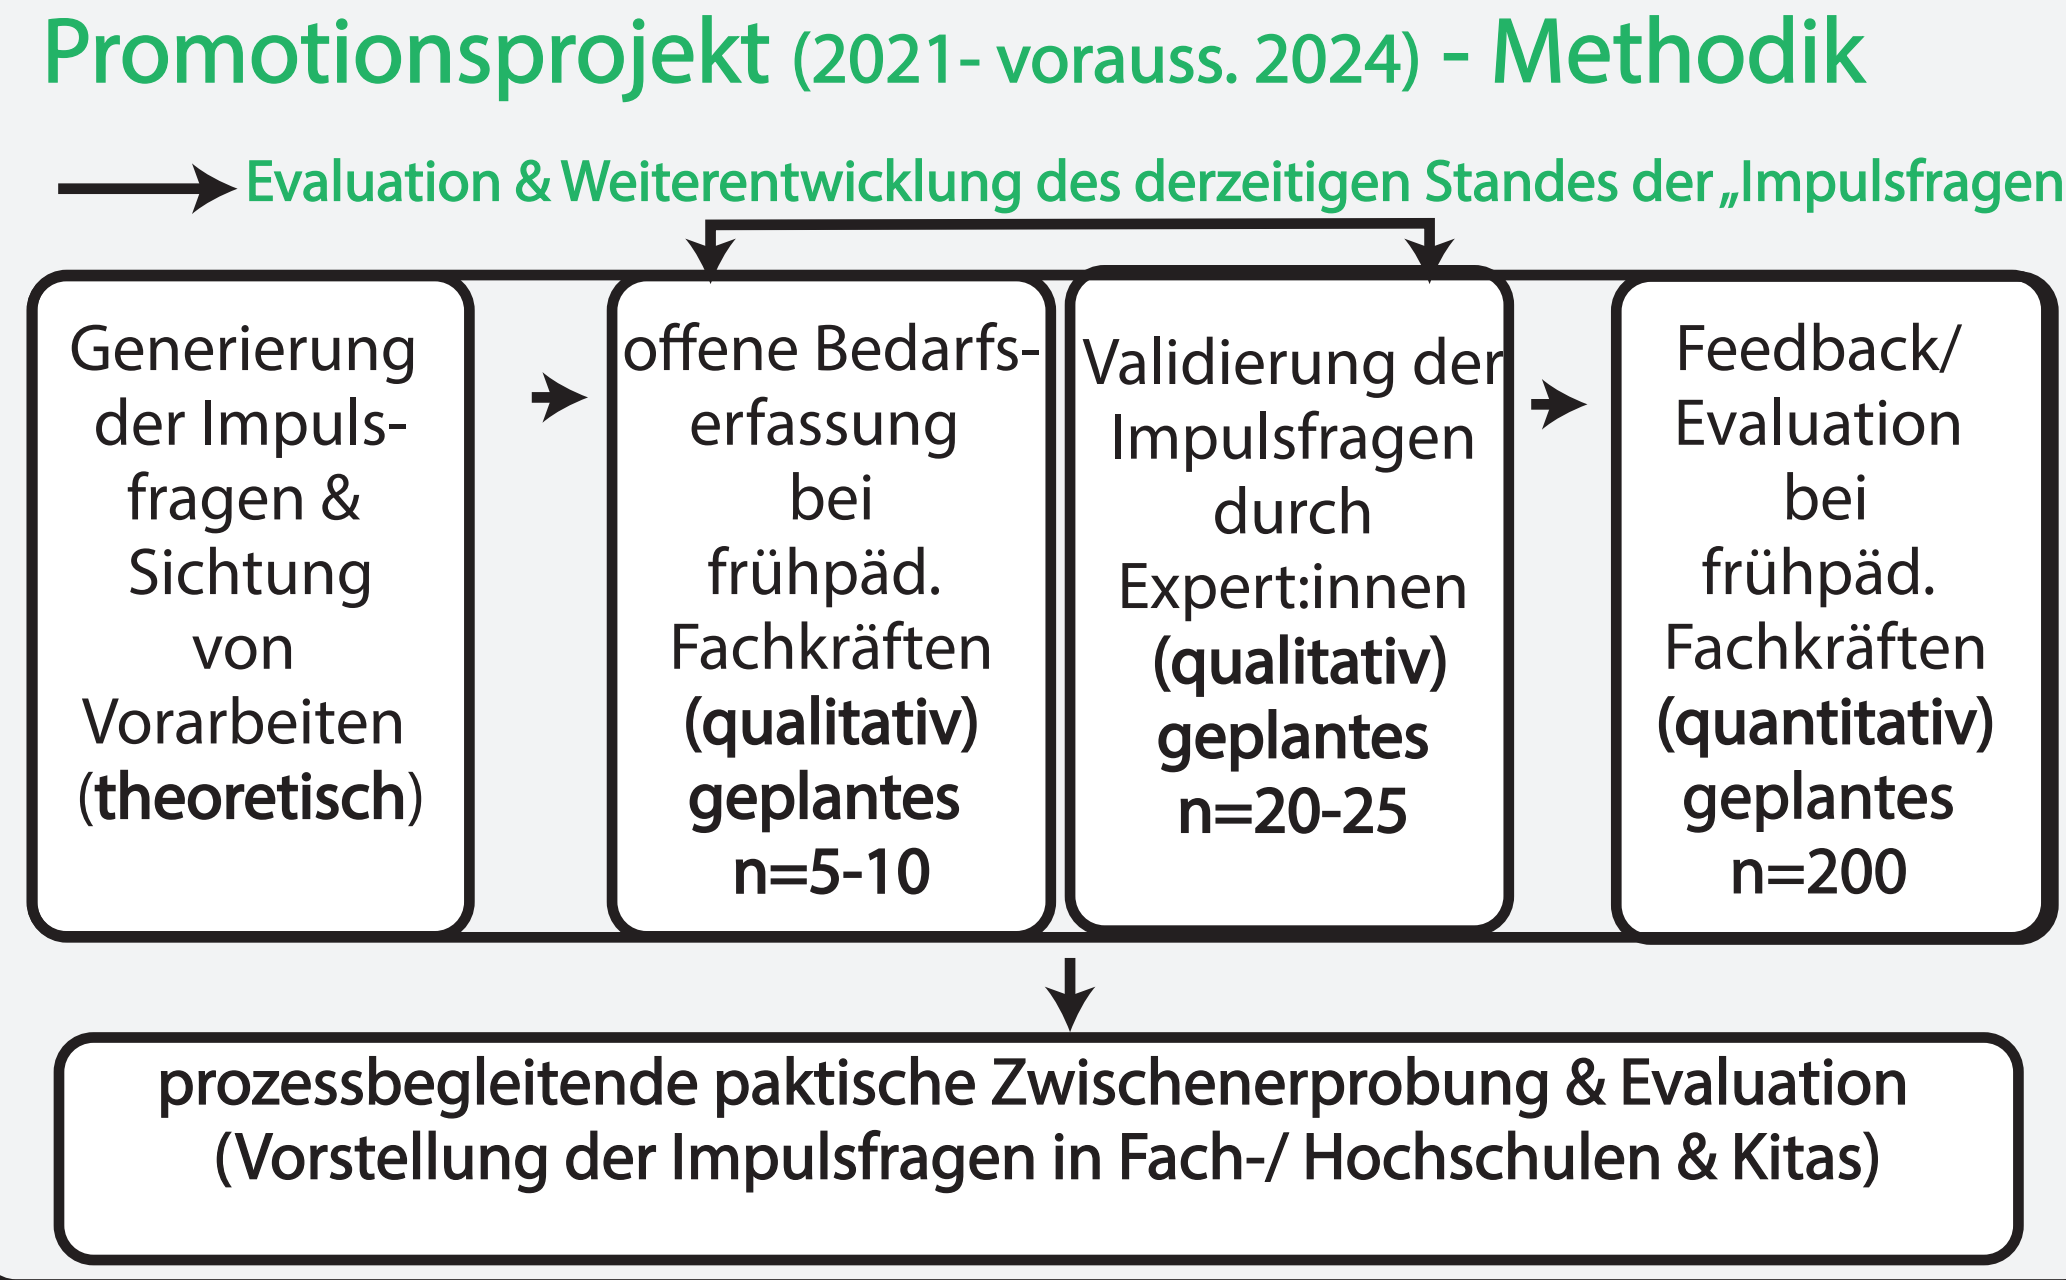 Promotionsprojekt (2021- vorauss. 2024) - Methodik
Evaluation & Weiterentwicklung des derzeitigen Standes der „Impulsfragen
Generierung
der Impuls-
fragen &
Sichtung
von
Vorarbeiten
(theoretisch)
offene Bedarfs-
erfassung
bei
frühpäd.
Fachkräften
(qualitativ)
geplantes
n=5-10
Validierung der
Impulsfragen
durch
Expert:innen
(qualitativ)
geplantes
n=20-25
Feedback/
Evaluation
bei
frühpäd.
Fachkräften
(quantitativ)
geplantes
n=200
prozessbegleitende paktische Zwischenerprobung & Evaluation
(Vorstellung der Impulsfragen in Fach-/ Hochschulen & Kitas)